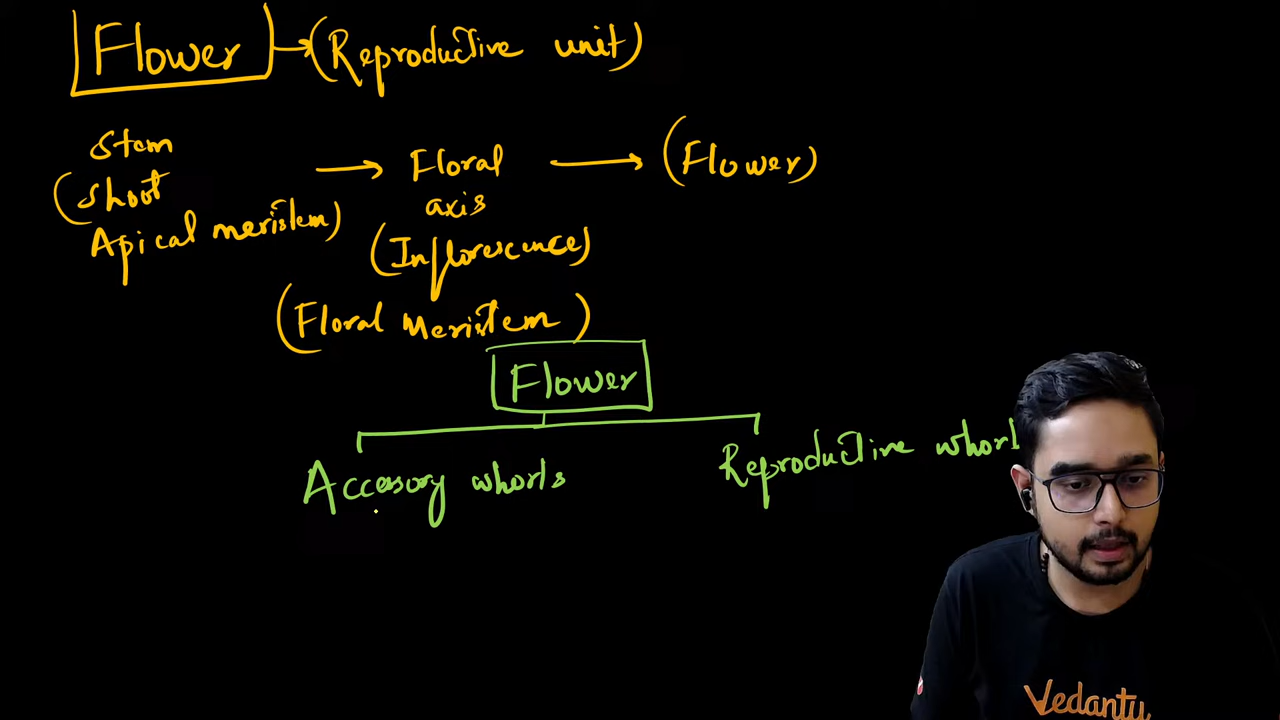 Flower → (Reproductive unit)
Stem
(Shoot
Apical meristem) → Floral
axis → (Flower)
(Inflorescence)
(Floral Meristem)
Flower
Accessory whorls
Reproductive whorl
Vedantu